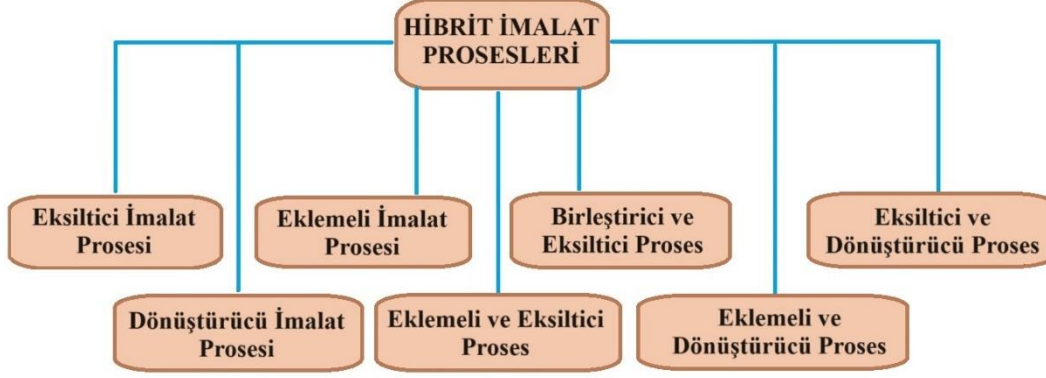 HİBRİT İMALAT
PROSESLERİ
Eksiltici İmalat
Prosesi
Eklemeli İmalat
Prosesi
Birleştirici ve
Eksiltici Proses
Eksiltici ve
Dönüştürücü Proses
Dönüştürücü İmalat
Prosesi
Eklemeli ve Eksiltici
Proses
Eklemeli ve
Dönüştürücü Proses